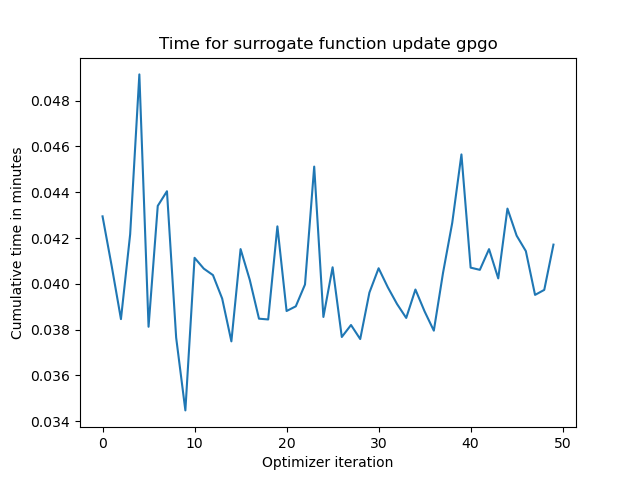 Time for surrogate function update gpgo
Cumulative time in minutes
0.048
0.046
0.044
0.042
0.040
0.038
0.036
0.034
0 10 20 30 40 50
Optimizer iteration